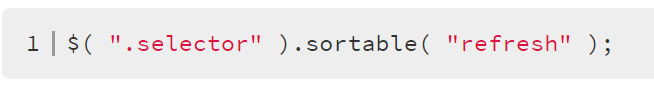 1 $( ".selector" ).sortable( "refresh" );